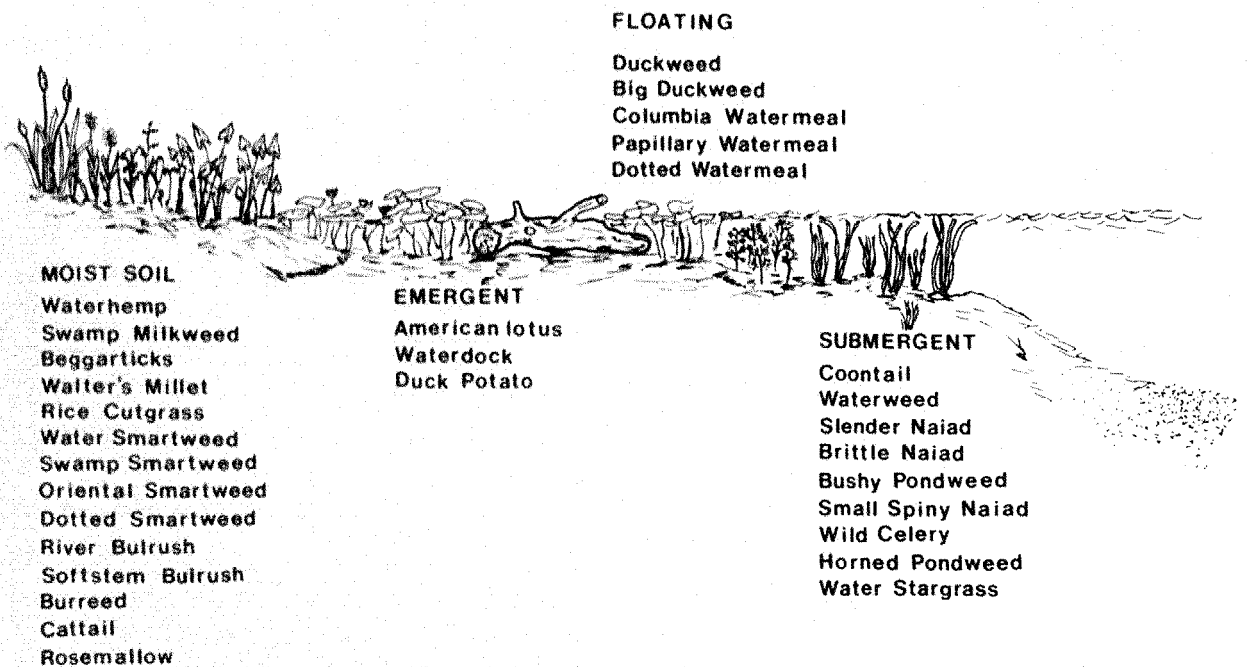 FLOATING
Duckweed
Big Duckweed
Columbia Watermeal
Papillary Watermeal
Dotted Watermeal
MOIST SOIL
Waterhemp
Swamp Milkweed
Beggarticks
Walter's Millet
Rice Cutgrass
Water Smartweed
Swamp Smartweed
Oriental Smartweed
Dotted Smartweed
River Bulrush
Softstem Bulrush
Burreed
Cattail
Rosemallow
EMERGENT
American lotus
Waterdock
Duck Potato
SUBMERGENT
Coontail
Waterweed
Slender Naiad
Brittle Naiad
Bushy Pondweed
Small Spiny Naiad
Wild Celery
Horned Pondweed
Water Stargrass